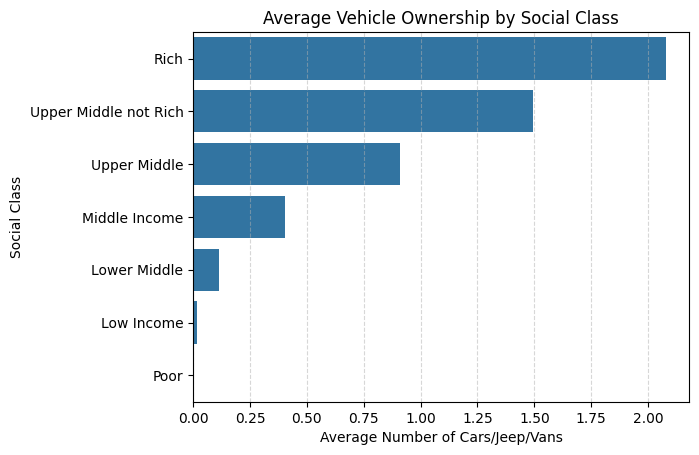 Average Vehicle Ownership by Social Class
Social Class
Rich
Upper Middle not Rich
Upper Middle
Middle Income
Lower Middle
Low Income
Poor
0.00 0.25 0.50 0.75 1.00 1.25 1.50 1.75 2.00
Average Number of Cars/Jeep/Vans